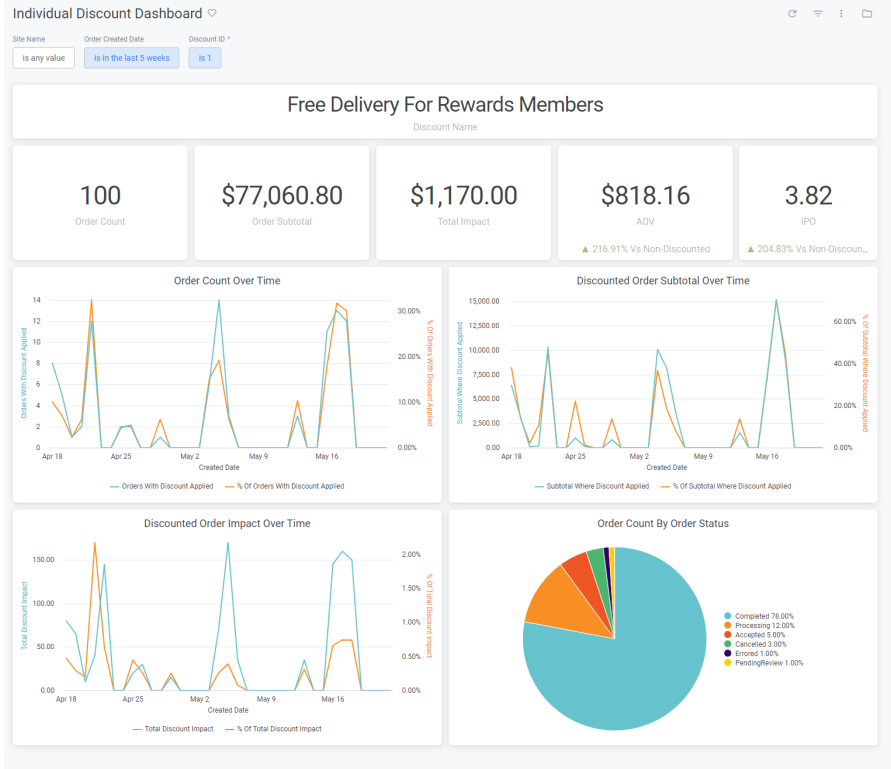 Individual Discount Dashboard
Site Name
Order Created Date
Discount ID *
is any value
is in the last 5 weeks
is 1
Free Delivery For Rewards Members
Discount Name
100
Order Count
$77,060.80
Order Subtotal
$1,170.00
Total Impact
$818.16
AOV
▲ 216.91% Vs Non-Discounted
3.82
IPO
▲ 204.83% Vs Non-Discoun...
Order Count Over Time
Orders With Discount Applied
14
12
10
8
6
4
2
0
30.00%
20.00%
10.00%
0.00%
% Of Orders With Discount Applied
Apr 18 Apr 25 May 2 May 9 May 16
Created Date
Orders With Discount Applied % Of Orders With Discount Applied
Discounted Order Subtotal Over Time
Subtotal Where Discount Applied
15,000.00
12,500.00
10,000.00
7,500.00
5,000.00
2,500.00
0.00
60.00%
40.00%
20.00%
0.00%
% Of Subtotal Where Discount Applied
Apr 18 Apr 25 May 2 May 9 May 16
Created Date
Subtotal Where Discount Applied % Of Subtotal Where Discount Applied
Discounted Order Impact Over Time
Total Discount Impact
150.00
100.00
50.00
0.00
2.00%
1.50%
1.00%
0.50%
0.00%
% Of Total Discount Impact
Apr 18 Apr 25 May 2 May 9 May 16
Created Date
Total Discount Impact % Of Total Discount Impact
Order Count By Order Status
Completed 78.00%
Processing 12.00%
Accepted 5.00%
Cancelled 3.00%
Errored 1.00%
PendingReview 1.00%